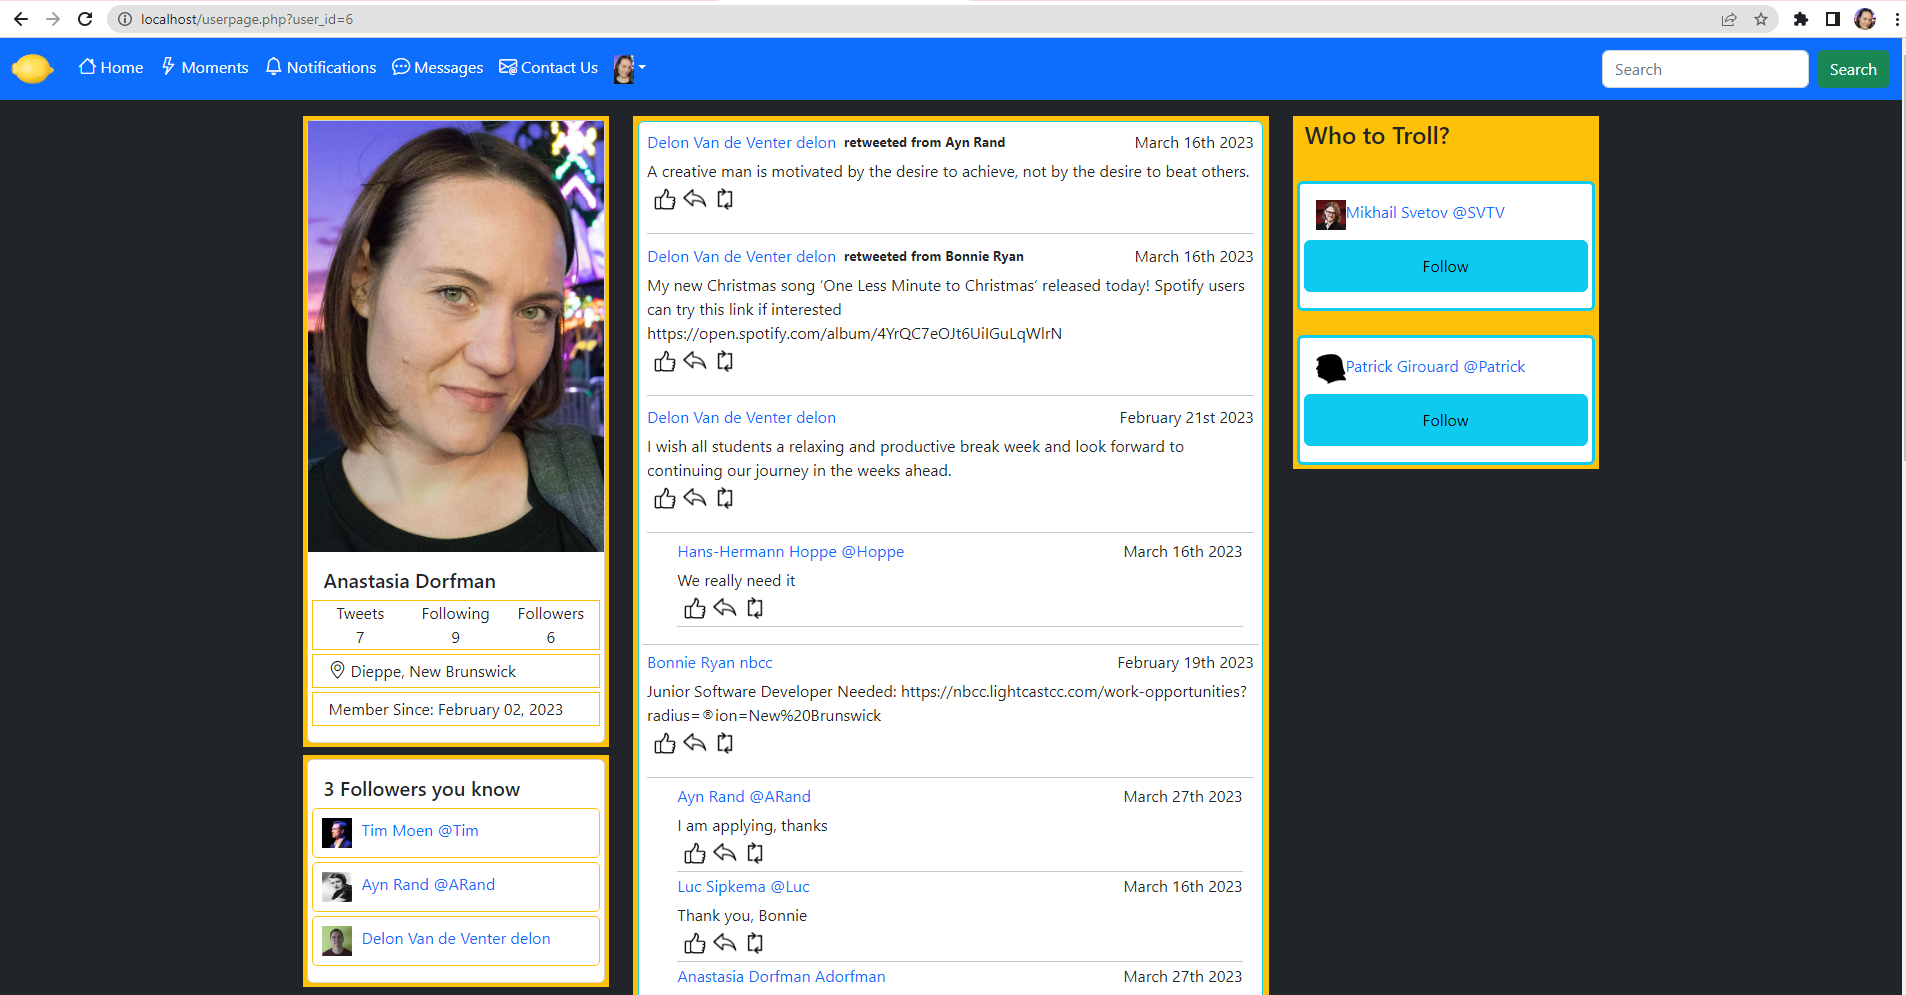 localhost/userpage.php?user_id=6
Home Moments Notifications Messages Contact Us Search Search
Anastasia Dorfman
Tweets Following Followers
7 9 6
Dieppe, New Brunswick
Member Since: February 02, 2023
3 Followers you know
Tim Moen @Tim
Ayn Rand @ARand
Delon Van de Venter delon
Delon Van de Venter delon retweeted from Ayn Rand March 16th 2023
A creative man is motivated by the desire to achieve, not by the desire to beat others.
Delon Van de Venter delon retweeted from Bonnie Ryan March 16th 2023
My new Christmas song ‘One Less Minute to Christmas’ released today! Spotify users
can try this link if interested
https://open.spotify.com/album/4YrQC7eOJt6UiIGuLqWlrN
Delon Van de Venter delon February 21st 2023
I wish all students a relaxing and productive break week and look forward to
continuing our journey in the weeks ahead.
Hans-Hermann Hoppe @Hoppe March 16th 2023
We really need it
Bonnie Ryan nbcc February 19th 2023
Junior Software Developer Needed: https://nbcc.lightcastcc.com/work-opportunities?
radius=®ion=New%20Brunswick
Ayn Rand @ARand March 27th 2023
I am applying, thanks
Luc Sipkema @Luc March 16th 2023
Thank you, Bonnie
Anastasia Dorfman Adorfman March 27th 2023
Who to Troll?
Mikhail Svetov @SVTV
Follow
Patrick Girouard @Patrick
Follow